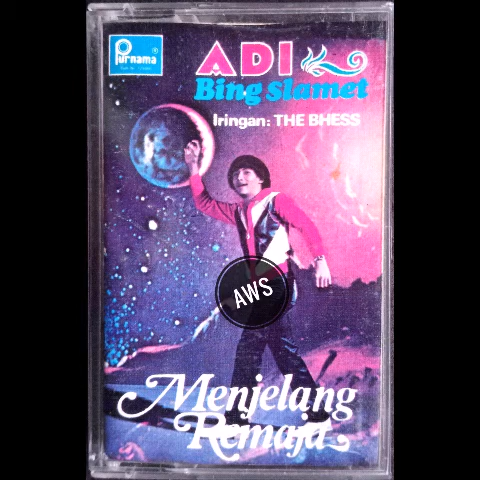 Purnama
ADI
Bing Slamet
Iringan: THE BHESS
AWS
Menjelang
Remaja